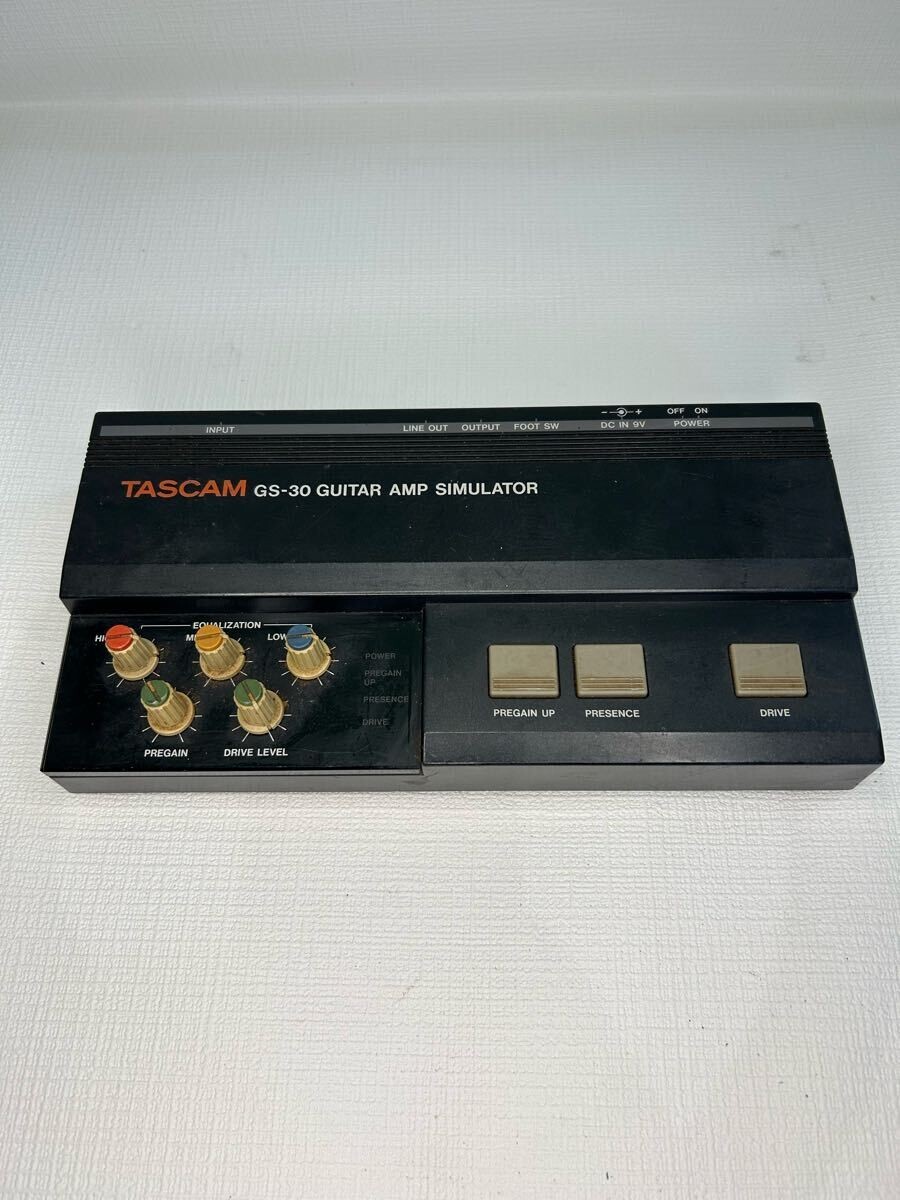 INPUT LINE OUT OUTPUT FOOT SW DC IN 9V POWER
- + OFF ON
TASCAM GS-30 GUITAR AMP SIMULATOR
EQUALIZATION
LOW
POWER
PREGAIN
UP
PRESENCE
DRIVE
PREGAIN DRIVE LEVEL
PREGAIN UP PRESENCE DRIVE